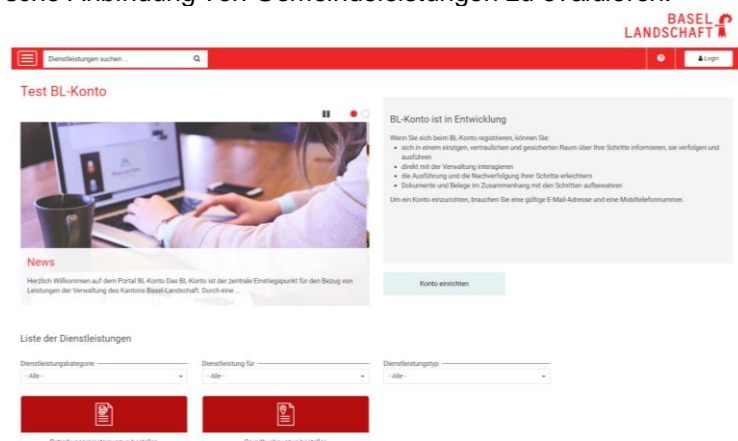 sche Anbindung von Gemeindeleistungen zu evaluieren.
BASEL
LANDSCHAFT
Dienstleistungen suchen ...
Login
Test BL-Konto
BL-Konto ist in Entwicklung
Wenn Sie sich beim BL-Konto registrieren, können Sie:
• sich in einem einzigen, vertraulichen und gesicherten Raum über Ihre Schritte informieren, sie verfolgen und
ausführen
• direkt mit der Verwaltung interagieren
• die Ausführung und die Nachverfolgung Ihrer Schritte erleichtern
• Dokumente und Belege im Zusammenhang mit den Schritten aufbewahren
Um ein Konto einzurichten, brauchen Sie eine gültige E-Mail-Adresse und eine Mobiltelefonnummer.
News
Herzlich Willkommen auf dem Portal BL-Konto Das BL-Konto ist der zentrale Einstiegspunkt für den Bezug von
Leistungen der Verwaltung des Kantons Basel-Landschaft. Durch eine ...
Konto einrichten
Liste der Dienstleistungen
Dienstleistungskategorie
Dienstleistung für
Dienstleistungstyp
- Alle -
- Alle -
- Alle -